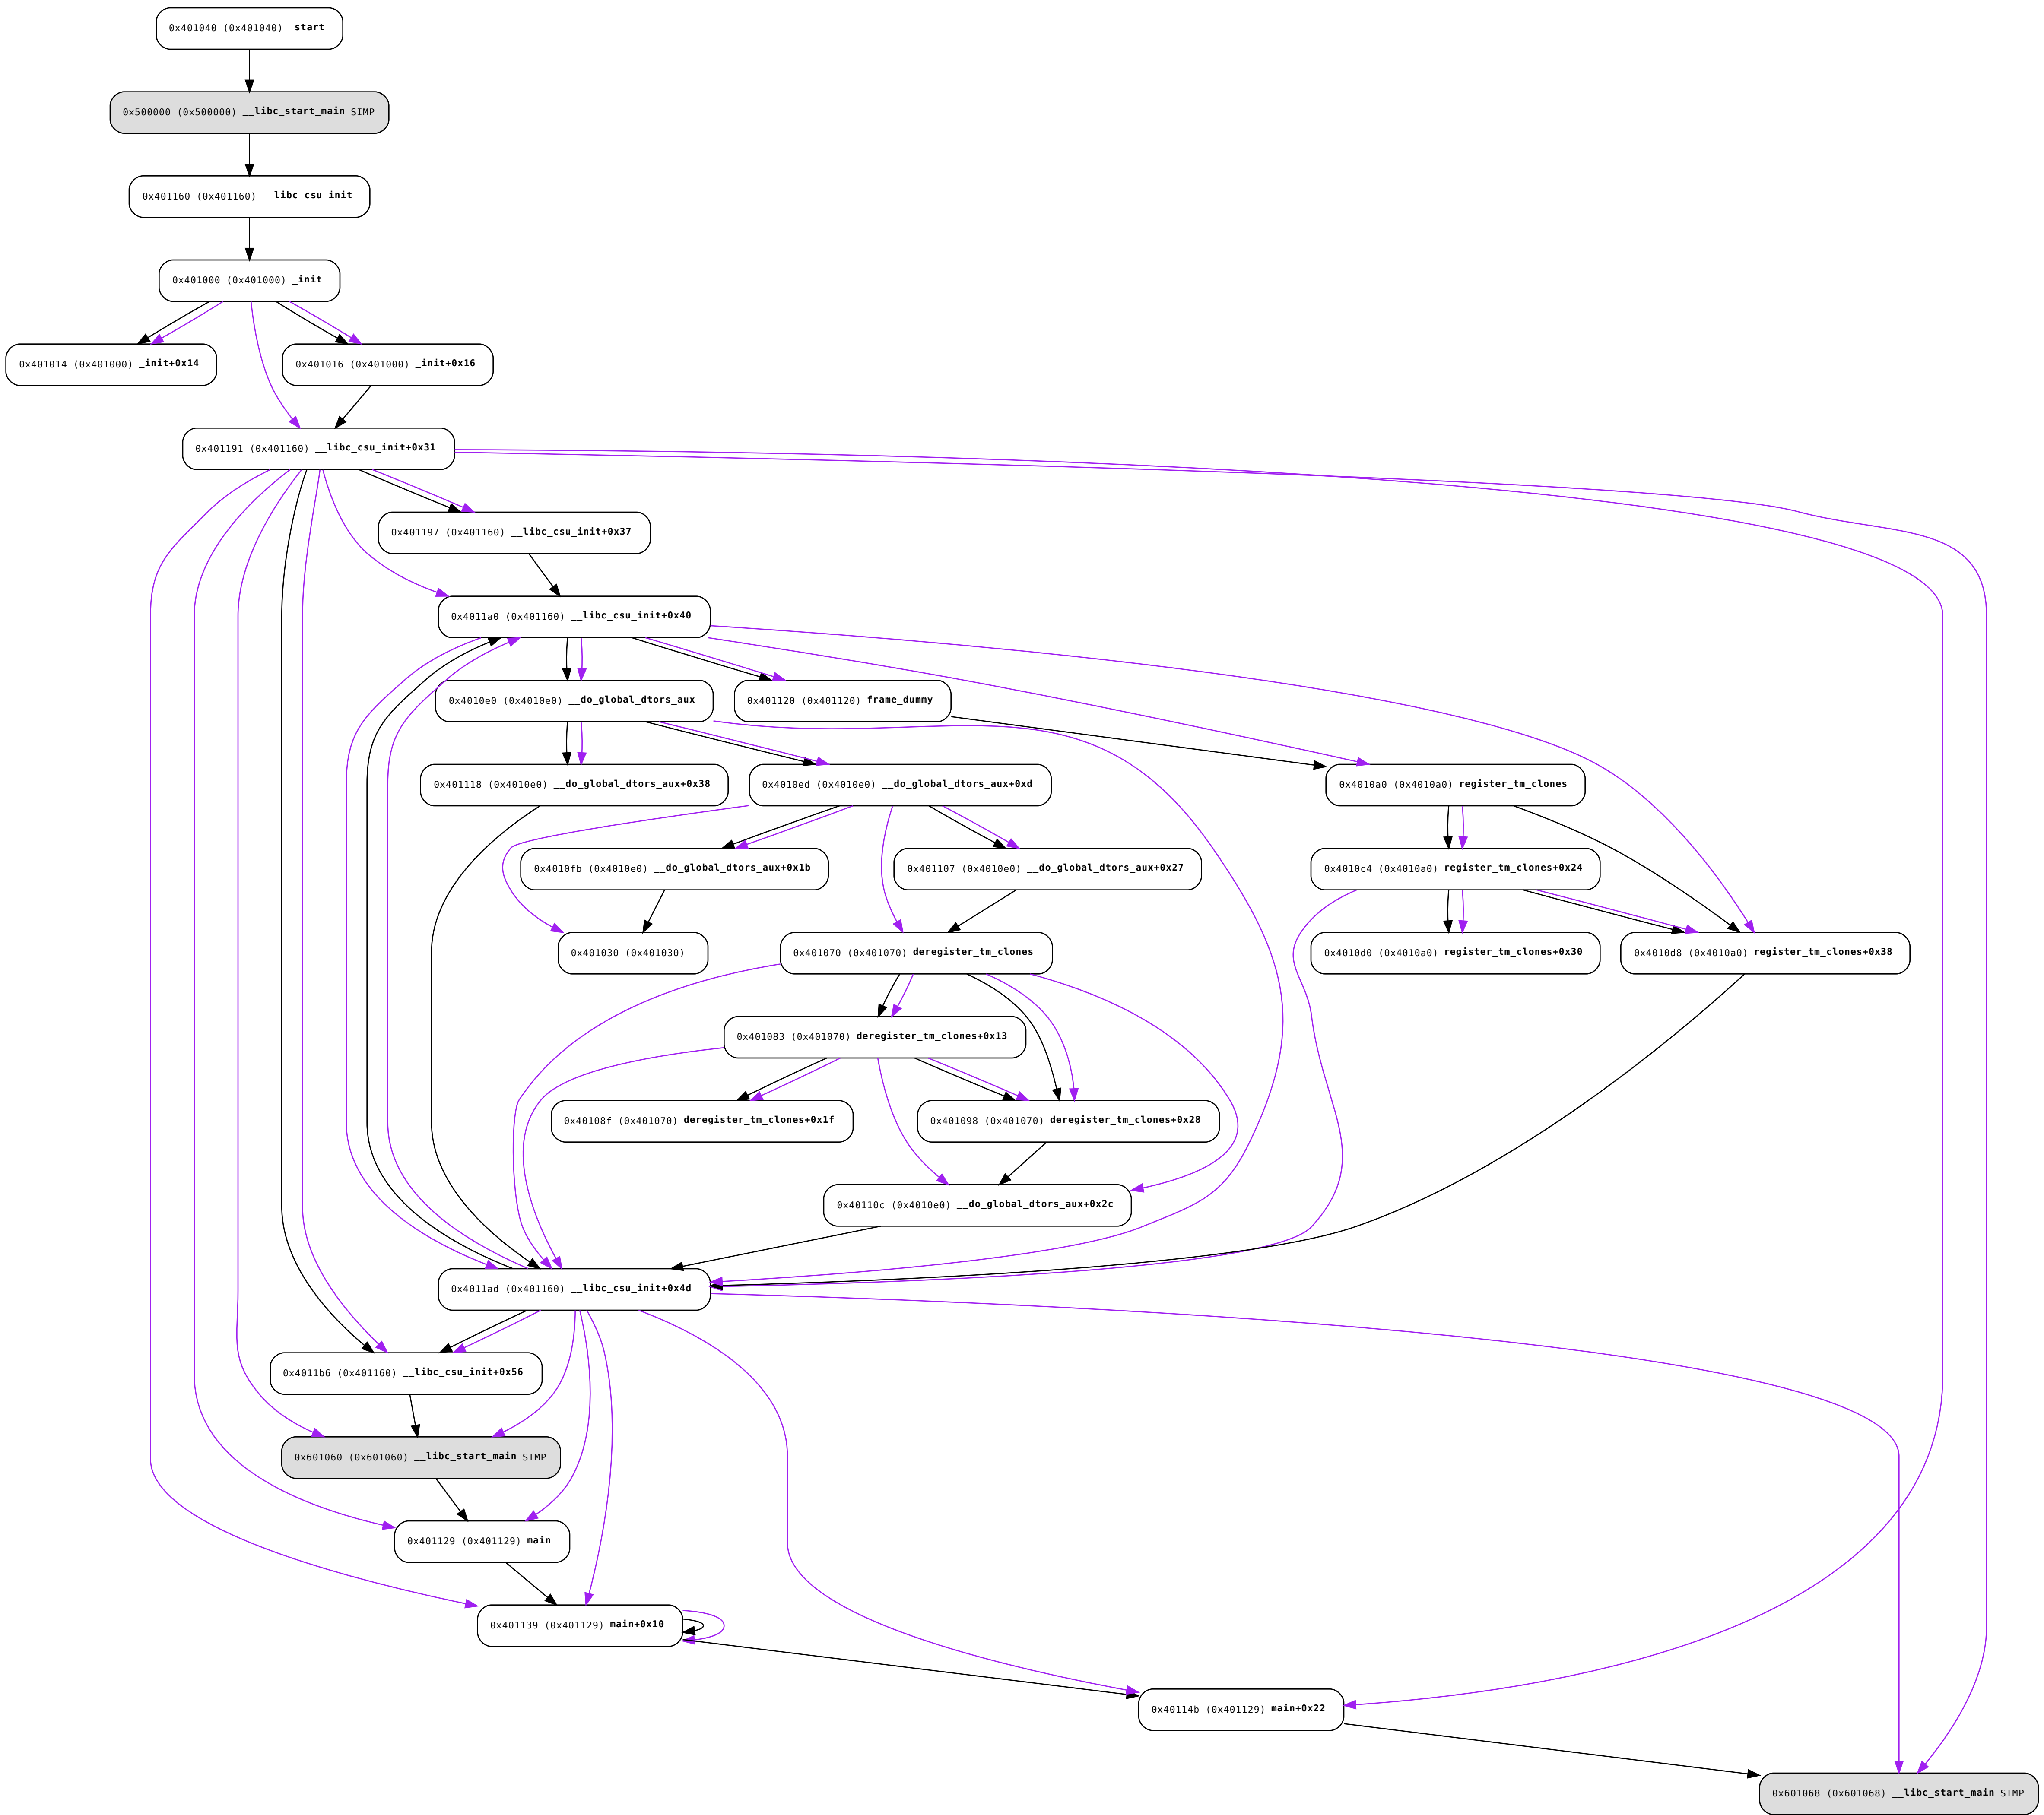 0x401040 (0x401040) _start
0x500000 (0x500000) __libc_start_main SIMP
0x401160 (0x401160) __libc_csu_init
0x401000 (0x401000) _init
0x401014 (0x401000) _init+0x14
0x401016 (0x401000) _init+0x16
0x401191 (0x401160) __libc_csu_init+0x31
0x401197 (0x401160) __libc_csu_init+0x37
0x4011a0 (0x401160) __libc_csu_init+0x40
0x4010e0 (0x4010e0) __do_global_dtors_aux
0x401120 (0x401120) frame_dummy
0x401118 (0x4010e0) __do_global_dtors_aux+0x38
0x4010ed (0x4010e0) __do_global_dtors_aux+0xd
0x4010a0 (0x4010a0) register_tm_clones
0x4010fb (0x4010e0) __do_global_dtors_aux+0x1b
0x401107 (0x4010e0) __do_global_dtors_aux+0x27
0x4010c4 (0x4010a0) register_tm_clones+0x24
0x401030 (0x401030)
0x401070 (0x401070) deregister_tm_clones
0x4010d0 (0x4010a0) register_tm_clones+0x30
0x4010d8 (0x4010a0) register_tm_clones+0x38
0x401083 (0x401070) deregister_tm_clones+0x13
0x40108f (0x401070) deregister_tm_clones+0x1f
0x401098 (0x401070) deregister_tm_clones+0x28
0x40110c (0x4010e0) __do_global_dtors_aux+0x2c
0x4011ad (0x401160) __libc_csu_init+0x4d
0x4011b6 (0x401160) __libc_csu_init+0x56
0x601060 (0x601060) __libc_start_main SIMP
0x401129 (0x401129) main
0x401139 (0x401129) main+0x10
0x40114b (0x401129) main+0x22
0x601068 (0x601068) __libc_start_main SIMP